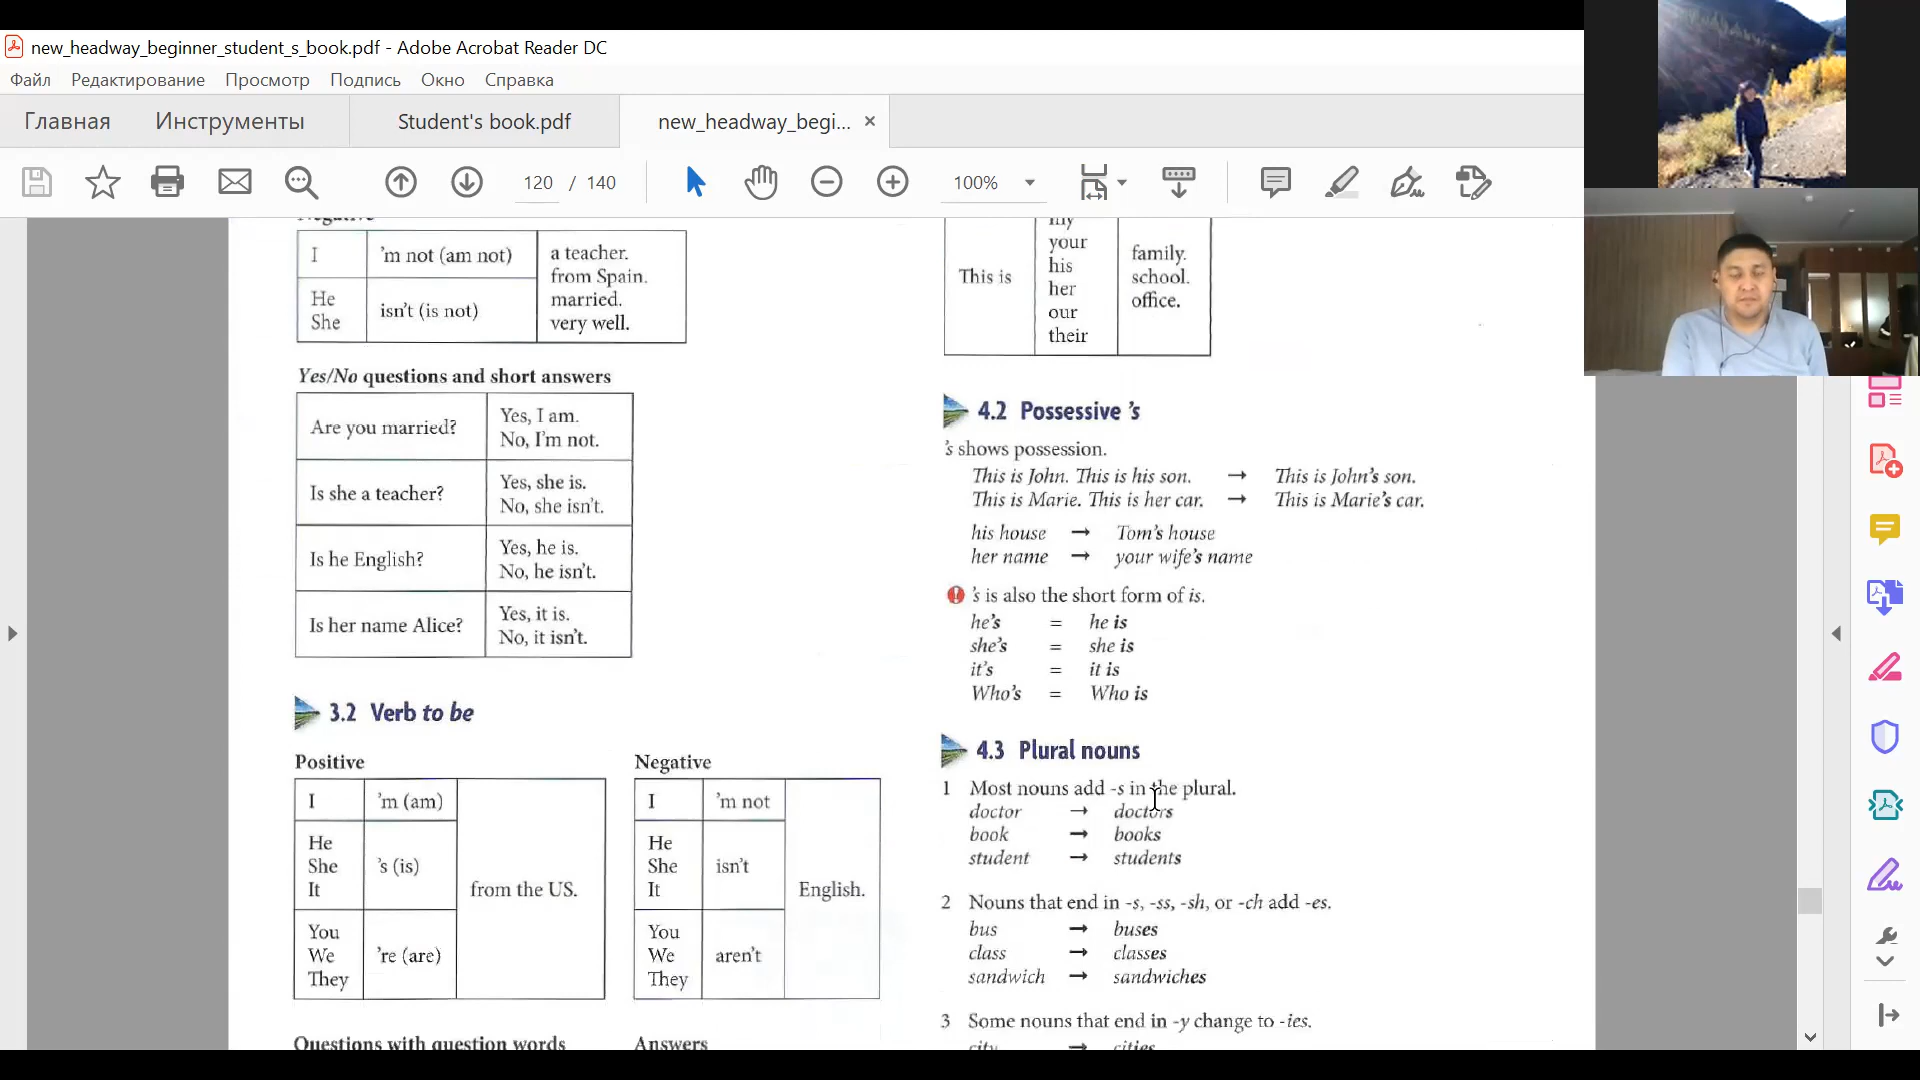 new_headway_beginner_student_s_book.pdf - Adobe Acrobat Reader DC
Файл Редактирование Просмотр Подпись Окно Справка
Главная Инструменты Student's book.pdf new_headway_begi... ×
120 / 140 100%
Negative
I 'm not (am not)
He
She
isn't (is not)
a teacher.
from Spain.
married.
very well.
Yes/No questions and short answers
Are you married?
Yes, I am.
No, I'm not.
Is she a teacher?
Yes, she is.
No, she isn't.
Is he English?
Yes, he is.
No, he isn't.
Is her name Alice?
Yes, it is.
No, it isn't.
3.2 Verb to be
Positive
I 'm (am)
He
She
It
's (is)
You
We
They
're (are)
from the US.
Negative
I 'm not
He
She
It
isn't
You
We
They
aren't
English.
Questions with question words
Answers
This is
my
your
his
her
our
their
family.
school.
office.
4.2 Possessive 's
's shows possession.
This is John. This is his son. → This is John's son.
This is Marie. This is her car. → This is Marie's car.
his house → Tom's house
her name → your wife's name
's is also the short form of is.
he's = he is
she's = she is
it's = it is
Who's = Who is
4.3 Plural nouns
1 Most nouns add -s in the plural.
doctor → doctors
book → books
student → students
2 Nouns that end in -s, -ss, -sh, or -ch add -es.
bus → buses
class → classes
sandwich → sandwiches
3 Some nouns that end in -y change to -ies.
city → cities